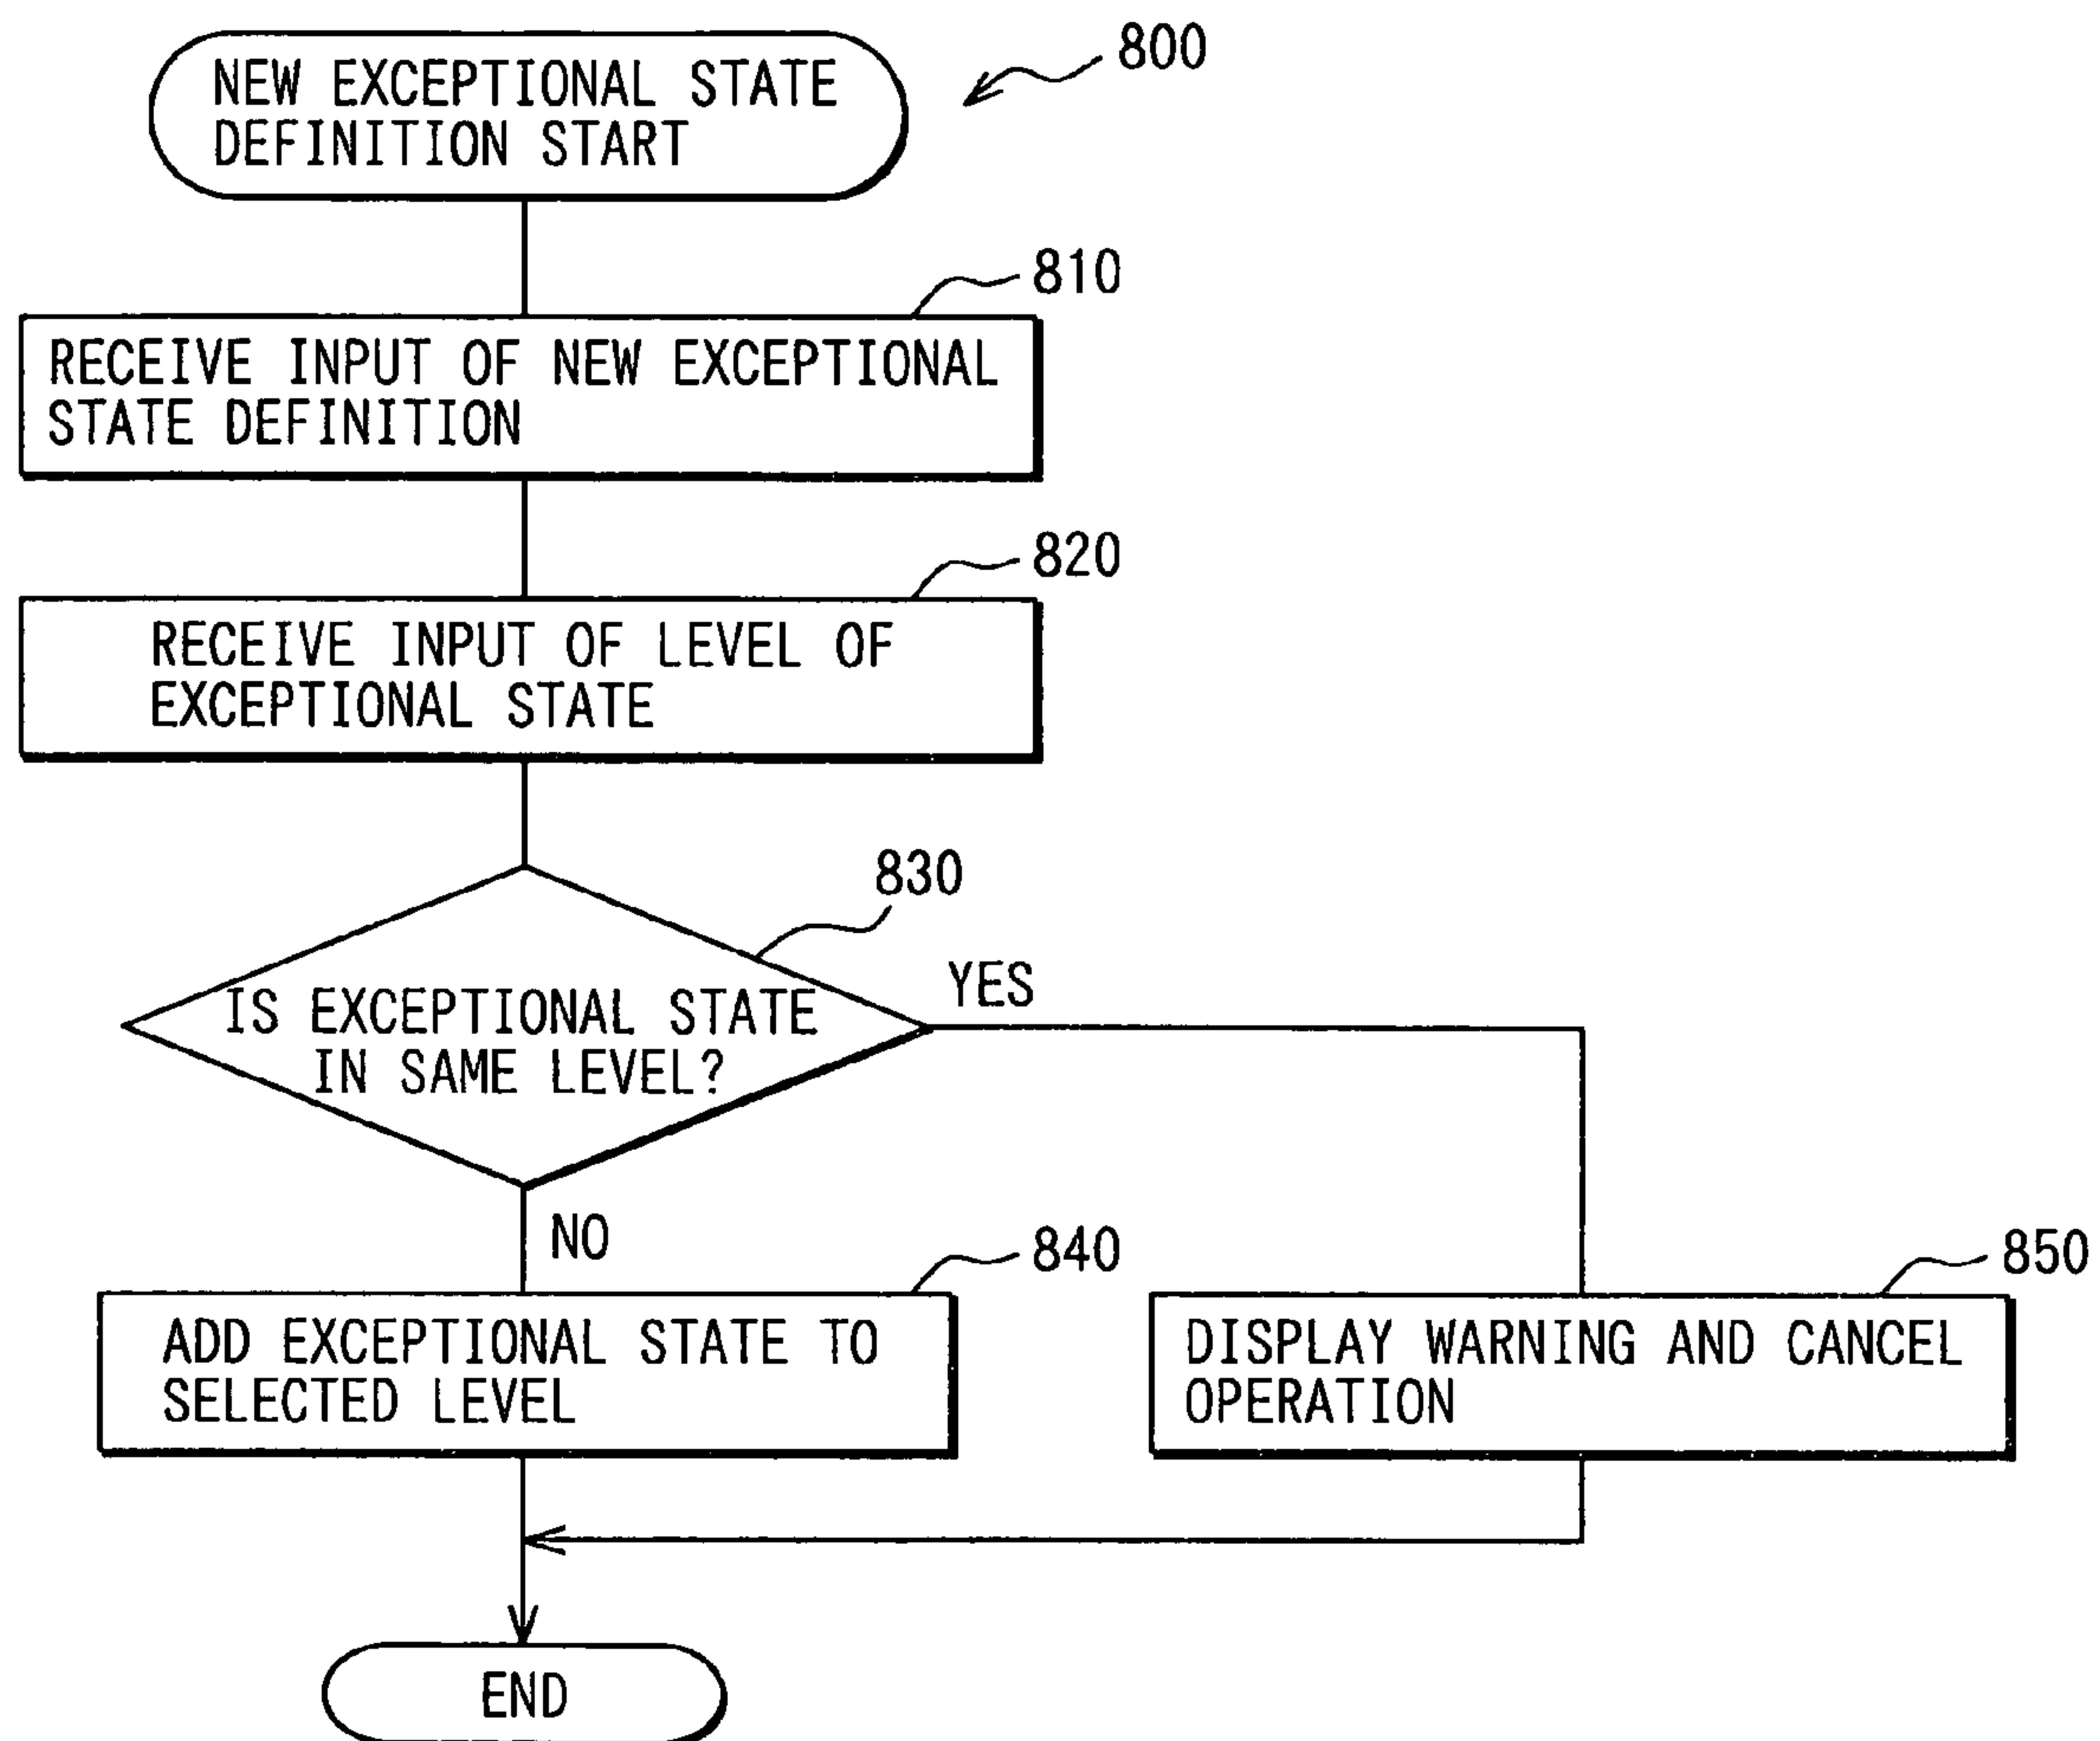 NEW EXCEPTIONAL STATE
DEFINITION START
800
810
RECEIVE INPUT OF NEW EXCEPTIONAL
STATE DEFINITION
820
RECEIVE INPUT OF LEVEL OF
EXCEPTIONAL STATE
830
IS EXCEPTIONAL STATE
IN SAME LEVEL?
YES
NO
840
ADD EXCEPTIONAL STATE TO
SELECTED LEVEL
850
DISPLAY WARNING AND CANCEL
OPERATION
END